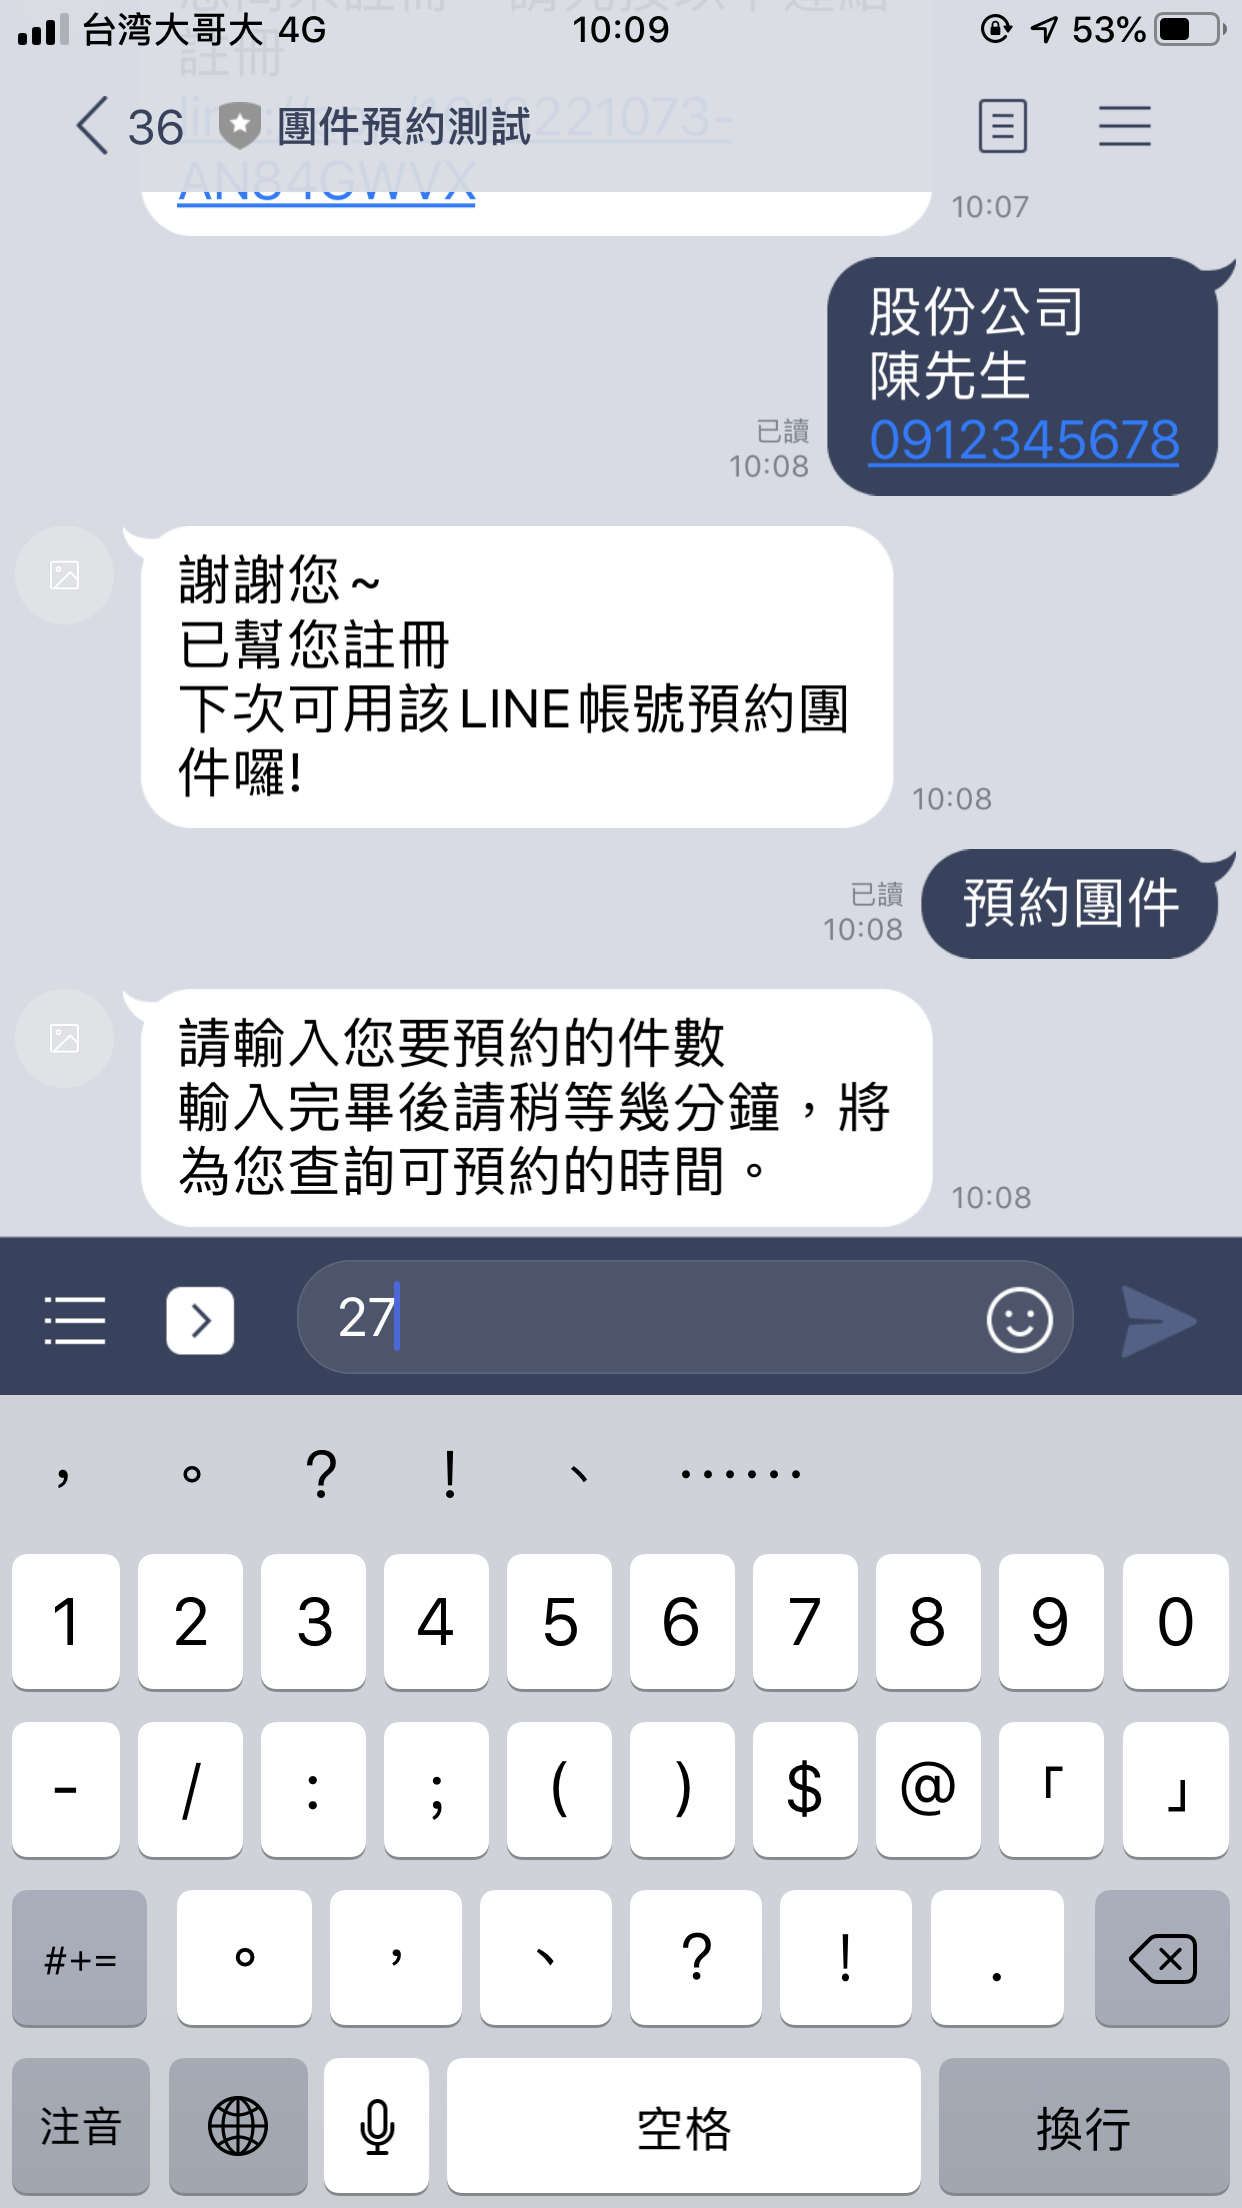 台湾大哥大 4G 10:09 53%
註冊
36 團件預約測試
AN84GWVX
10:07
股份公司
陳先生
0912345678
已讀
10:08
謝謝您~
已幫您註冊
下次可用該LINE帳號預約團
件囉!
10:08
預約團件
已讀
10:08
請輸入您要預約的件數
輸入完畢後請稍等幾分鐘，將
為您查詢可預約的時間。
10:08
27
， 。 ? ! 、 ⋯⋯
1 2 3 4 5 6 7 8 9 0
- / : ; ( ) $ @ 「 」
#+= 。 ， 、 ? ! .
注音 空格 換行